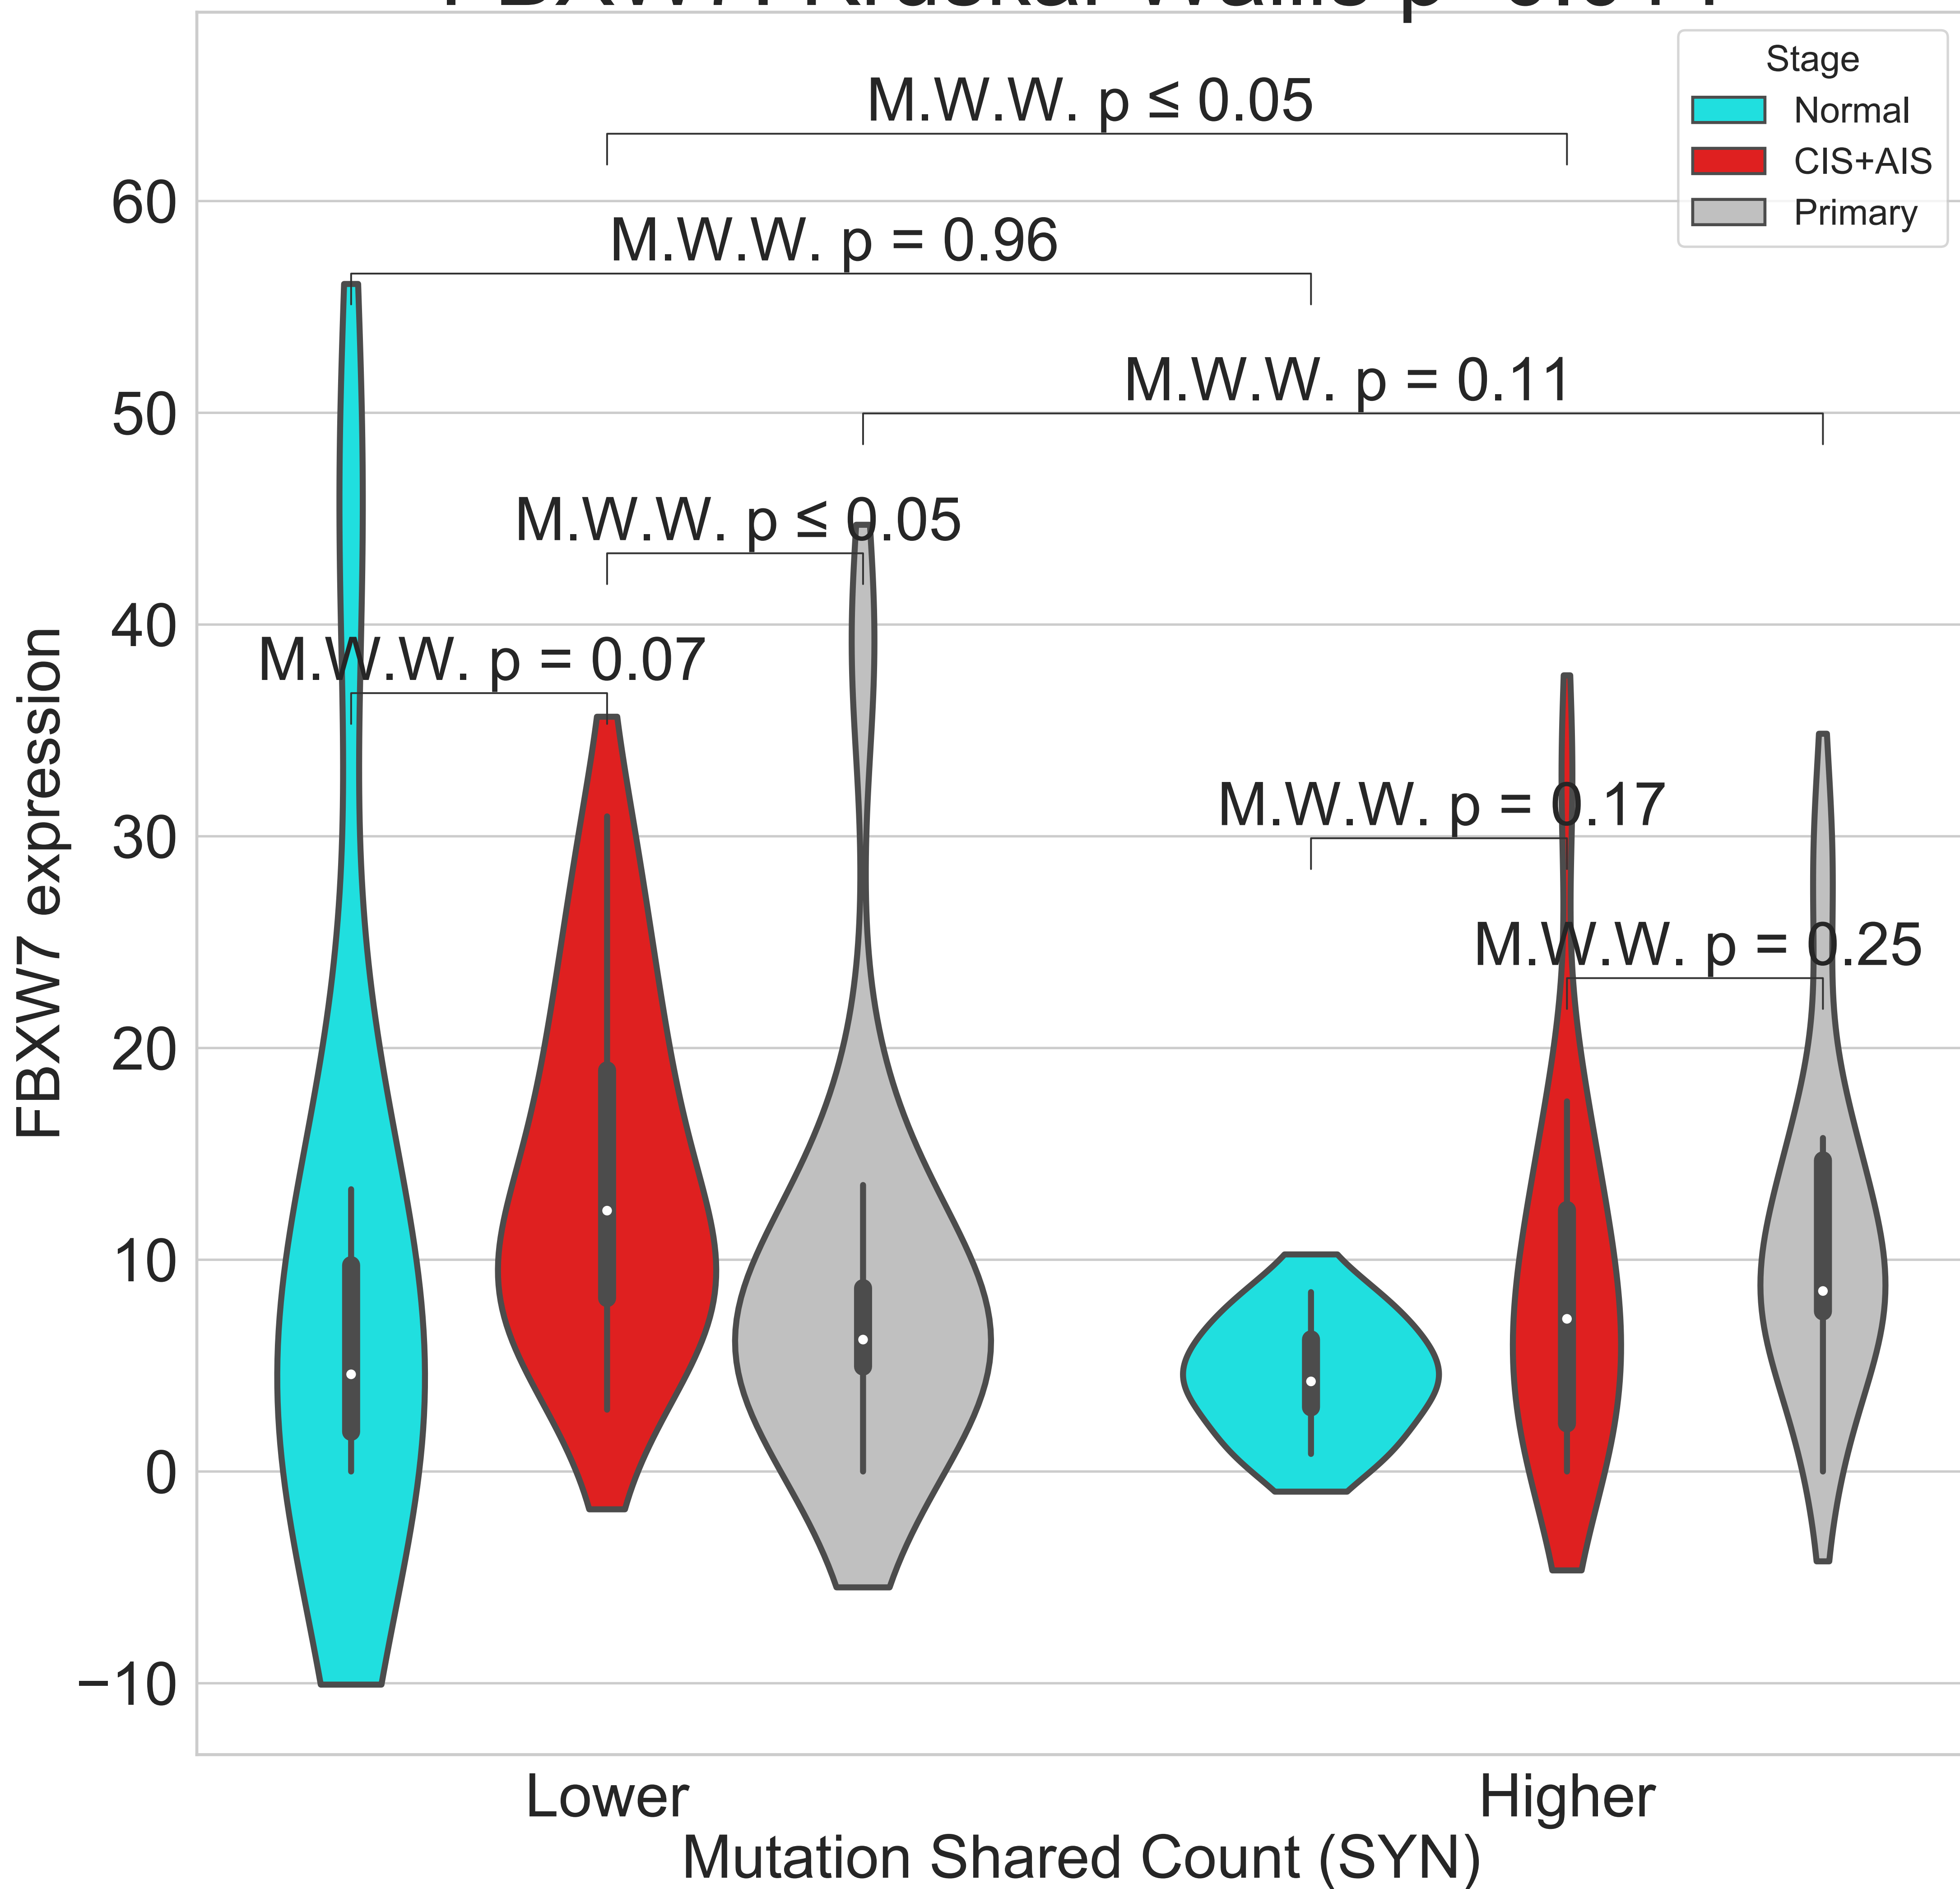 Stage
Normal
CIS+AIS
Primary
M.W.W. p ≤ 0.05
M.W.W. p = 0.96
M.W.W. p = 0.11
M.W.W. p ≤ 0.05
M.W.W. p = 0.07
M.W.W. p = 0.17
M.W.W. p = 0.25
60
50
40
30
20
10
0
−10
FBXW7 expression
Lower
Higher
Mutation Shared Count (SYN)